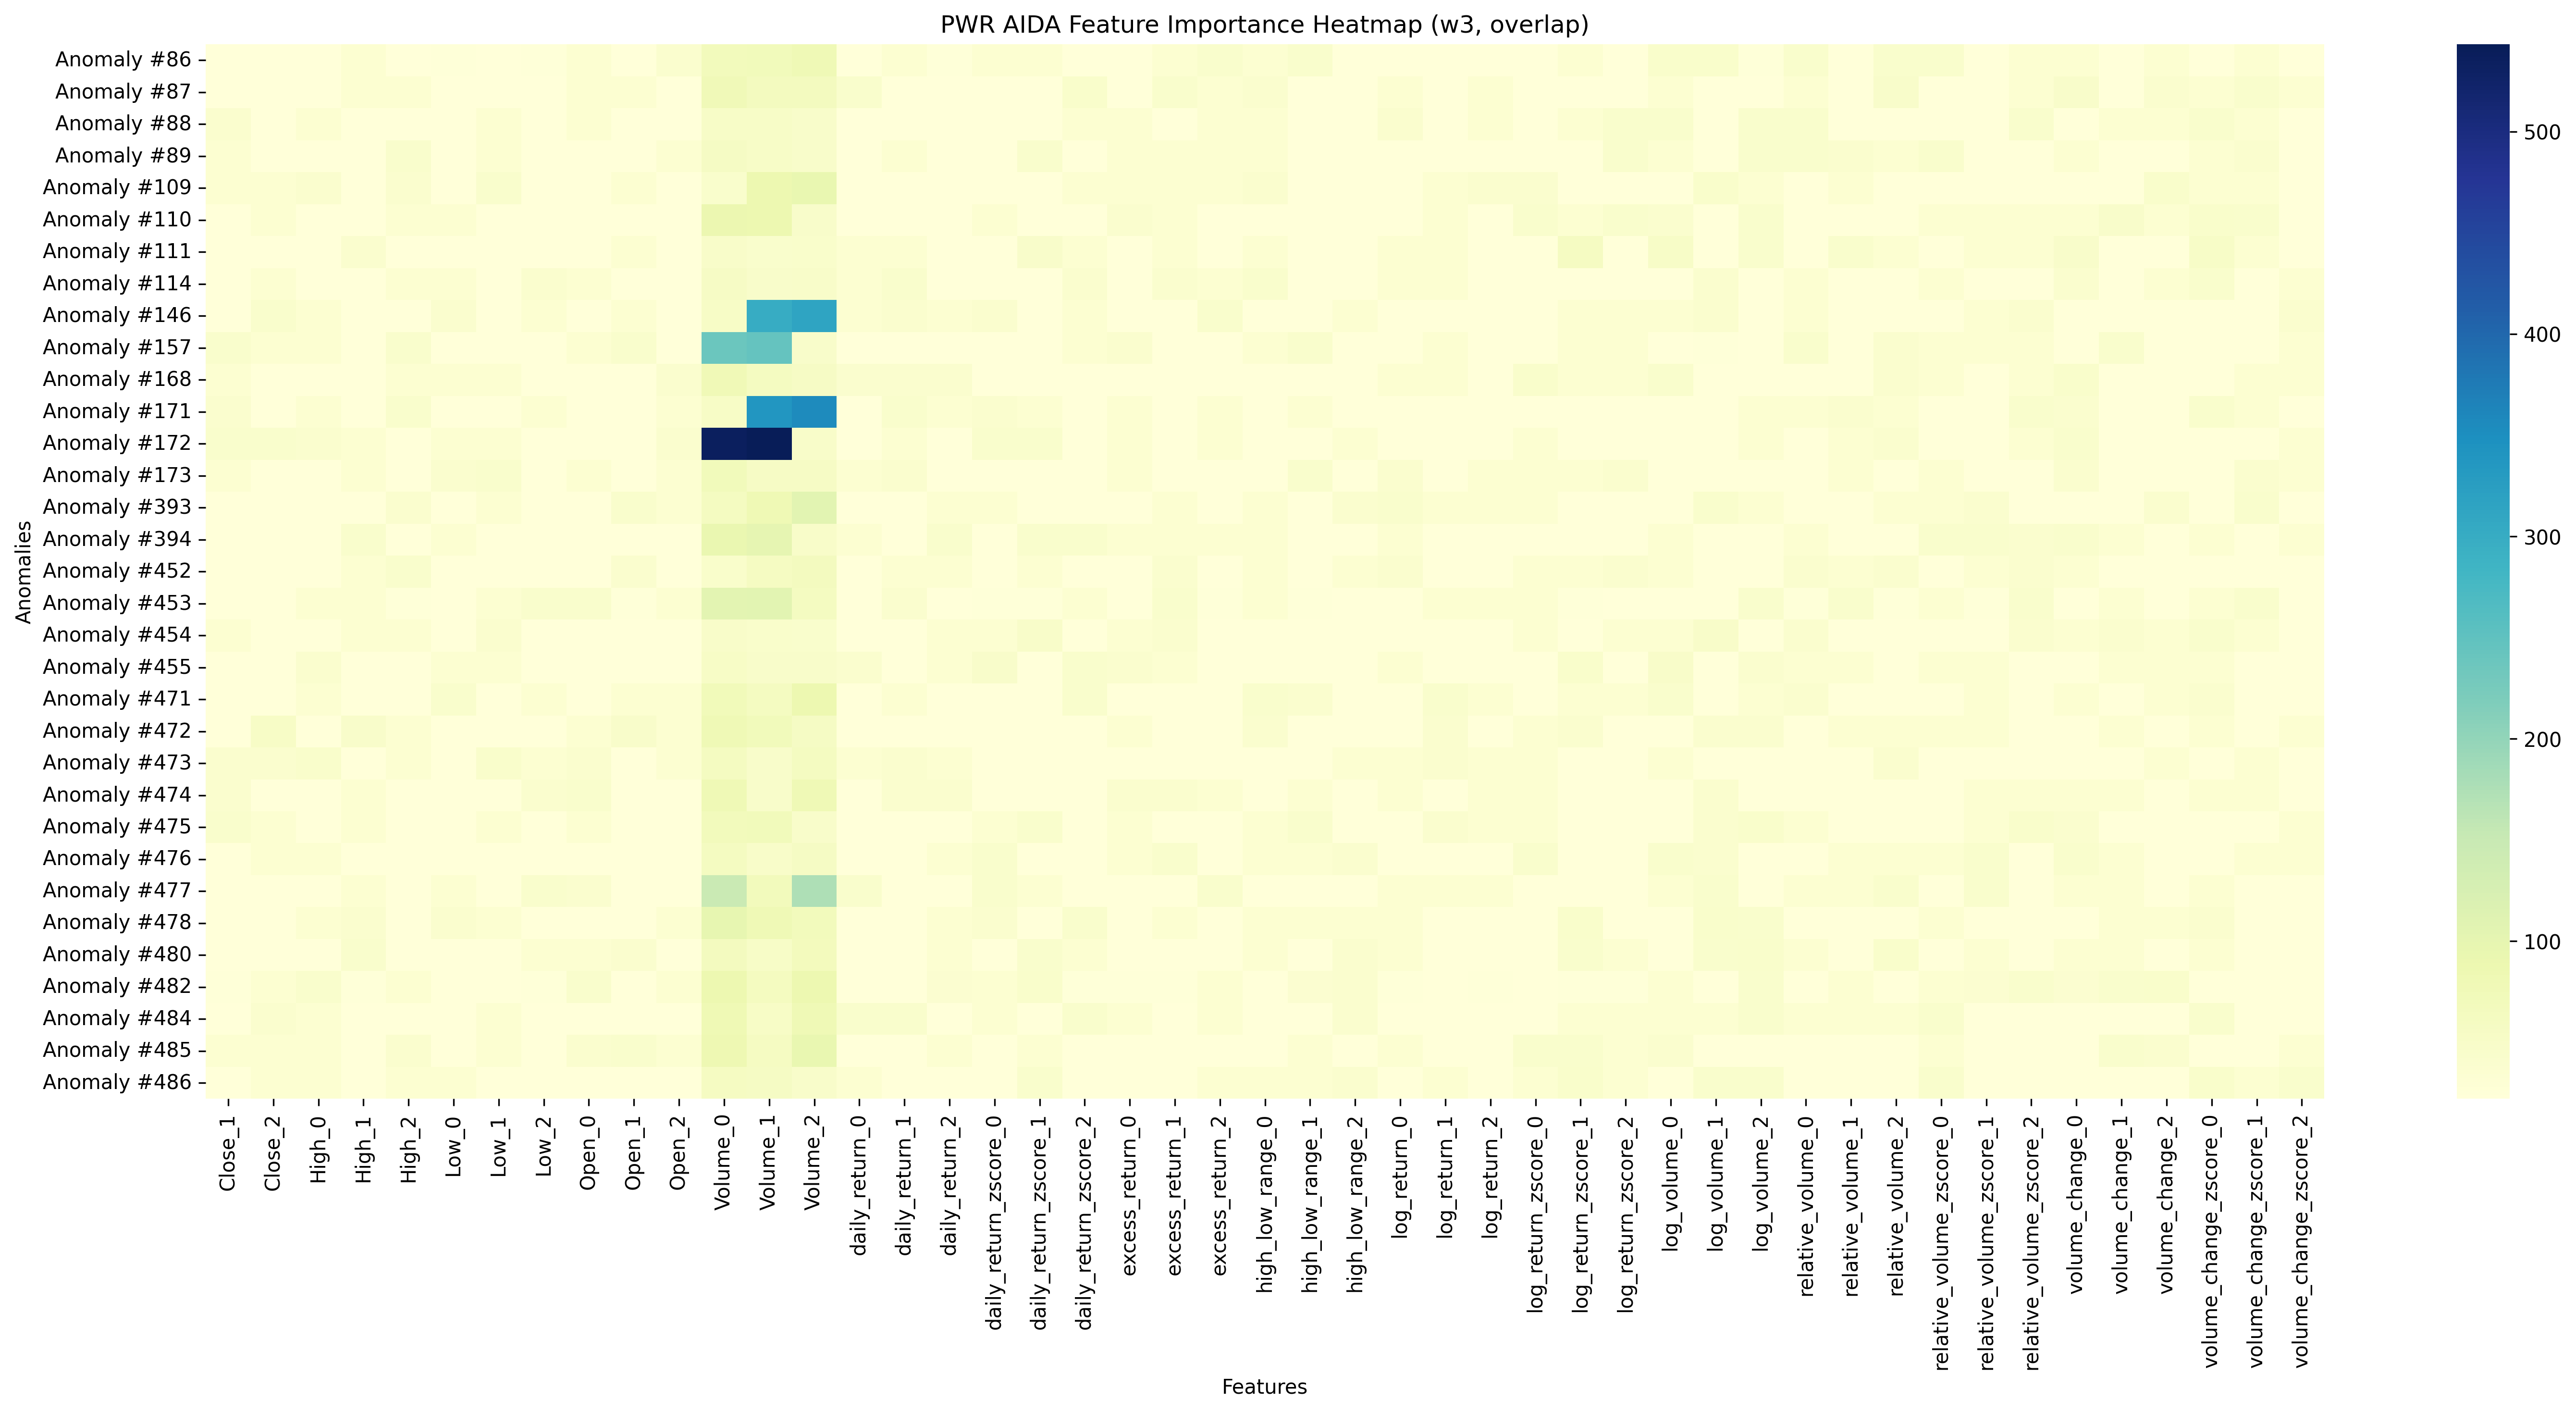 PWR AIDA Feature Importance Heatmap (w3, overlap)
Anomalies
Anomaly #86
Anomaly #87
Anomaly #88
Anomaly #89
Anomaly #109
Anomaly #110
Anomaly #111
Anomaly #114
Anomaly #146
Anomaly #157
Anomaly #168
Anomaly #171
Anomaly #172
Anomaly #173
Anomaly #393
Anomaly #394
Anomaly #452
Anomaly #453
Anomaly #454
Anomaly #455
Anomaly #471
Anomaly #472
Anomaly #473
Anomaly #474
Anomaly #475
Anomaly #476
Anomaly #477
Anomaly #478
Anomaly #480
Anomaly #482
Anomaly #484
Anomaly #485
Anomaly #486
Close_1
Close_2
High_0
High_1
High_2
Low_0
Low_1
Low_2
Open_0
Open_1
Open_2
Volume_0
Volume_1
Volume_2
daily_return_0
daily_return_1
daily_return_2
daily_return_zscore_0
daily_return_zscore_1
daily_return_zscore_2
excess_return_0
excess_return_1
excess_return_2
high_low_range_0
high_low_range_1
high_low_range_2
log_return_0
log_return_1
log_return_2
log_return_zscore_0
log_return_zscore_1
log_return_zscore_2
log_volume_0
log_volume_1
log_volume_2
relative_volume_0
relative_volume_1
relative_volume_2
relative_volume_zscore_0
relative_volume_zscore_1
relative_volume_zscore_2
volume_change_0
volume_change_1
volume_change_2
volume_change_zscore_0
volume_change_zscore_1
volume_change_zscore_2
Features
500
400
300
200
100